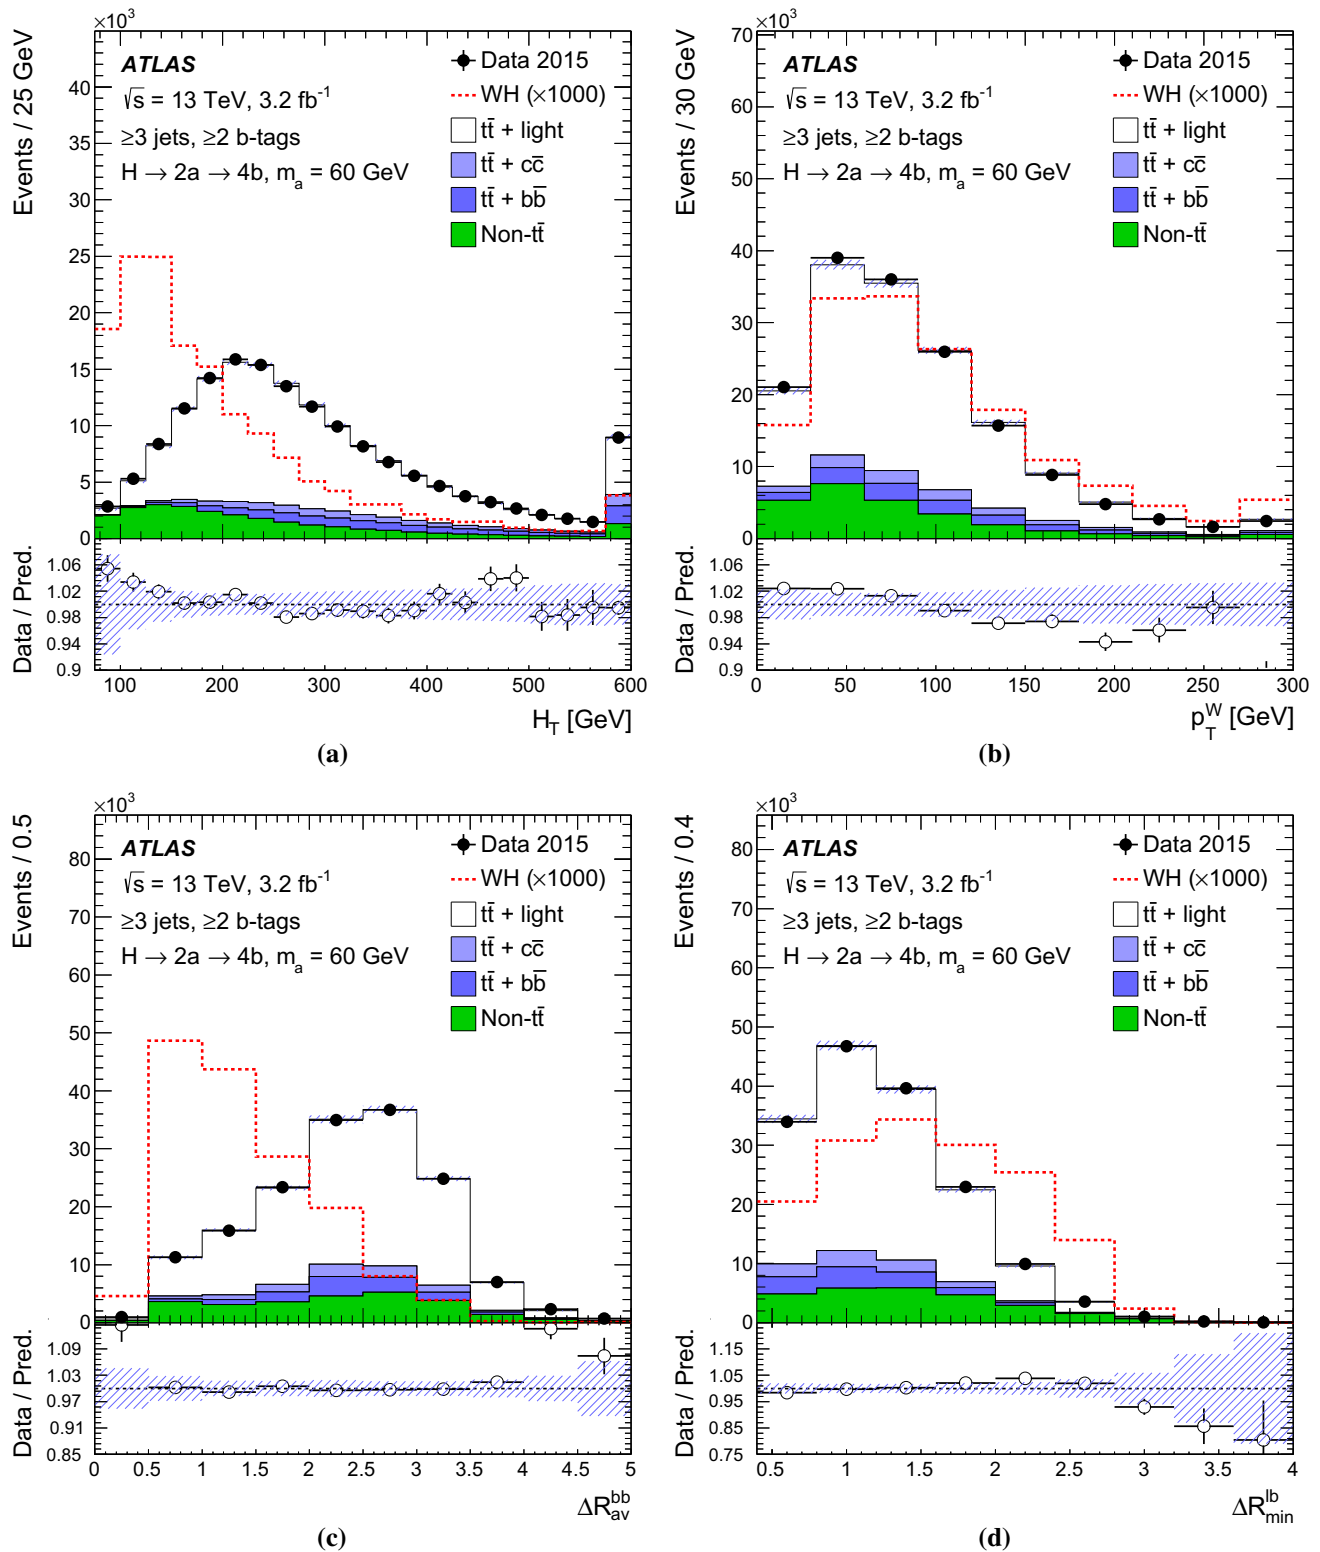 ×10³
Events / 25 GeV
ATLAS
√s = 13 TeV, 3.2 fb⁻¹
≥3 jets, ≥2 b-tags
H → 2a → 4b, mₐ = 60 GeV
Data 2015
WH (×1000)
tt̄ + light
tt̄ + cc̄
tt̄ + bb̄
Non-tt̄
40
35
30
25
20
15
10
5
0
Data / Pred.
1.06
1.02
0.98
0.94
0.9
100 200 300 400 500 600
H_T [GeV]
(a)
×10³
Events / 30 GeV
ATLAS
√s = 13 TeV, 3.2 fb⁻¹
≥3 jets, ≥2 b-tags
H → 2a → 4b, mₐ = 60 GeV
Data 2015
WH (×1000)
tt̄ + light
tt̄ + cc̄
tt̄ + bb̄
Non-tt̄
70
60
50
40
30
20
10
0
Data / Pred.
1.06
1.02
0.98
0.94
0.9
0 50 100 150 200 250 300
p_T^W [GeV]
(b)
×10³
Events / 0.5
ATLAS
√s = 13 TeV, 3.2 fb⁻¹
≥3 jets, ≥2 b-tags
H → 2a → 4b, mₐ = 60 GeV
Data 2015
WH (×1000)
tt̄ + light
tt̄ + cc̄
tt̄ + bb̄
Non-tt̄
80
70
60
50
40
30
20
10
0
Data / Pred.
1.09
1.03
0.97
0.91
0.85
0 0.5 1 1.5 2 2.5 3 3.5 4 4.5 5
ΔR_av^bb
(c)
×10³
Events / 0.4
ATLAS
√s = 13 TeV, 3.2 fb⁻¹
≥3 jets, ≥2 b-tags
H → 2a → 4b, mₐ = 60 GeV
Data 2015
WH (×1000)
tt̄ + light
tt̄ + cc̄
tt̄ + bb̄
Non-tt̄
80
70
60
50
40
30
20
10
0
Data / Pred.
1.15
1.05
0.95
0.85
0.75
0.5 1 1.5 2 2.5 3 3.5 4
ΔR_min^lb
(d)